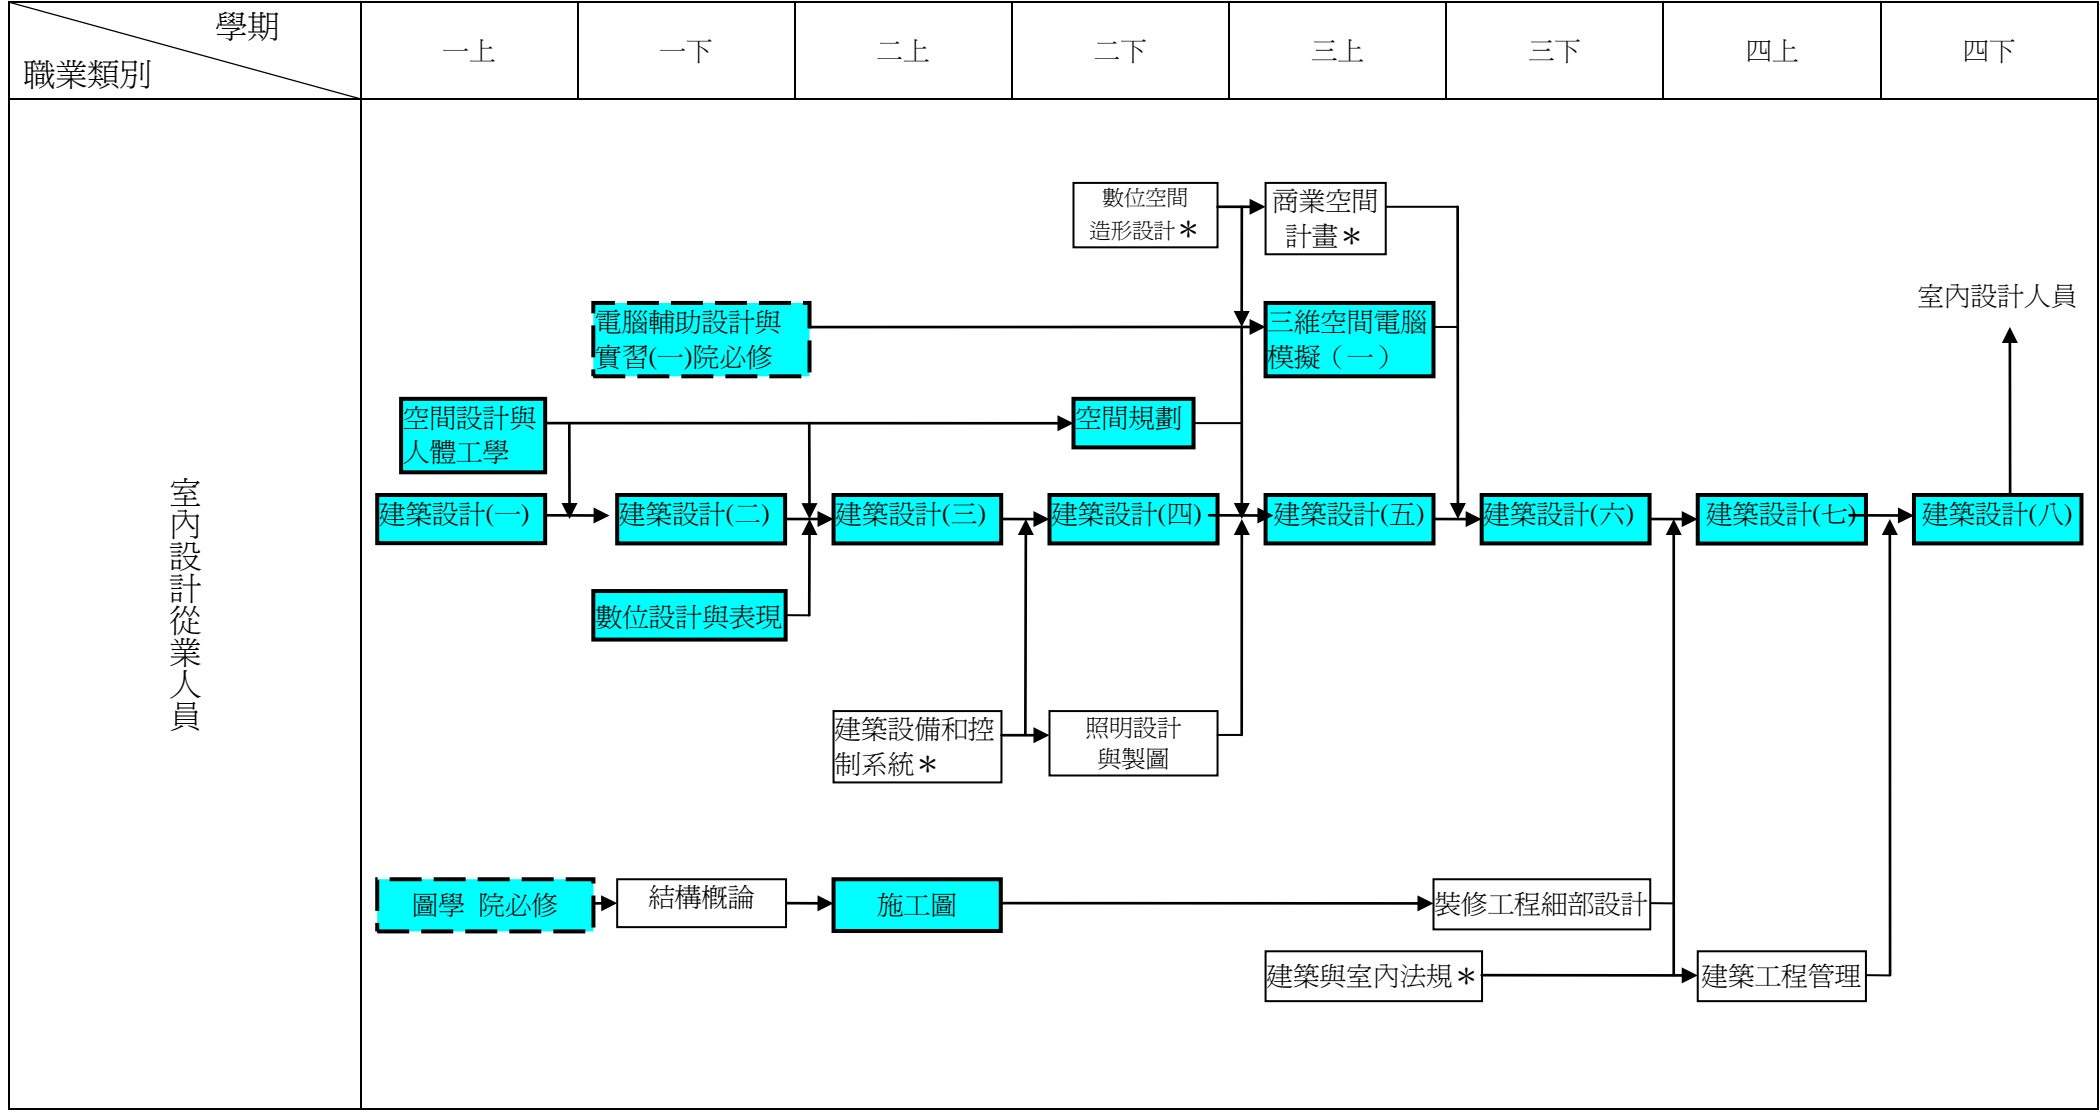 學期
職業類別
一上
一下
二上
二下
三上
三下
四上
四下
數位空間
造形設計＊
商業空間
計畫＊
室內設計人員
電腦輔助設計與
實習(一)院必修
三維空間電腦
模擬（一）
空間設計與
人體工學
空間規劃
室內設計從業人員
建築設計(一)
建築設計(二)
建築設計(三)
建築設計(四)
建築設計(五)
建築設計(六)
建築設計(七)
建築設計(八)
數位設計與表現
建築設備和控
制系統＊
照明設計
與製圖
圖學 院必修
結構概論
施工圖
裝修工程細部設計
建築與室內法規＊
建築工程管理